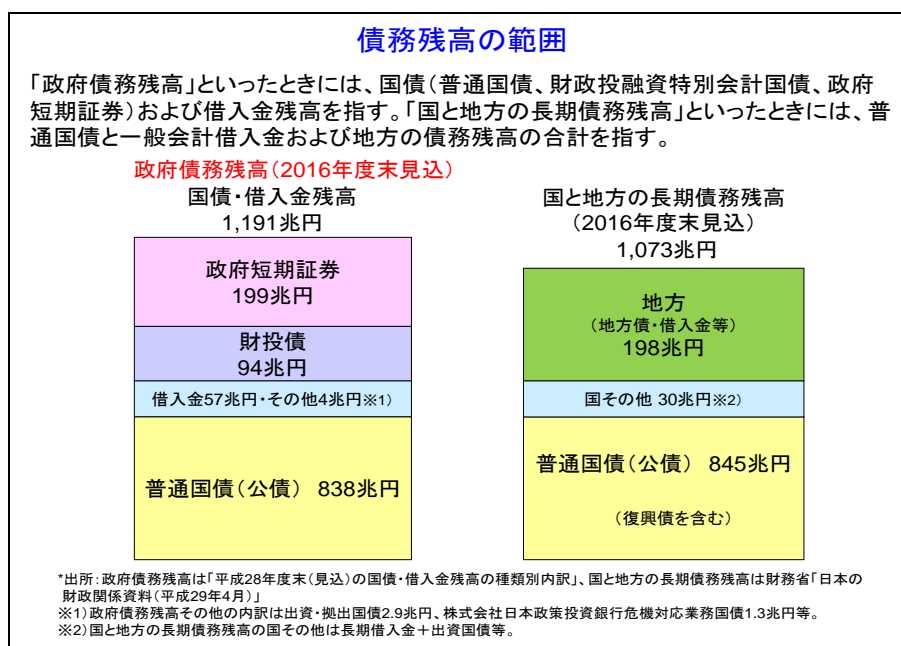 債務残高の範囲
「政府債務残高」といったときには、国債(普通国債、財政投融資特別会計国債、政府
短期証券)および借入金残高を指す。「国と地方の長期債務残高」といったときには、普
通国債と一般会計借入金および地方の債務残高の合計を指す。
政府債務残高(2016年度末見込)
国債・借入金残高
1,191兆円
政府短期証券
199兆円
財投債
94兆円
借入金57兆円・その他4兆円※1)
普通国債(公債) 838兆円
国と地方の長期債務残高
(2016年度末見込)
1,073兆円
地方
(地方債・借入金等)
198兆円
国その他 30兆円※2)
普通国債(公債) 845兆円
(復興債を含む)
*出所:政府債務残高は「平成28年度末(見込)の国債・借入金残高の種類別内訳」、国と地方の長期債務残高は財務省「日本の
財政関係資料(平成29年4月)」
※1)政府債務残高その他の内訳は出資・拠出国債2.9兆円、株式会社日本政策投資銀行危機対応業務国債1.3兆円等。
※2)国と地方の長期債務残高の国その他は長期借入金+出資国債等。